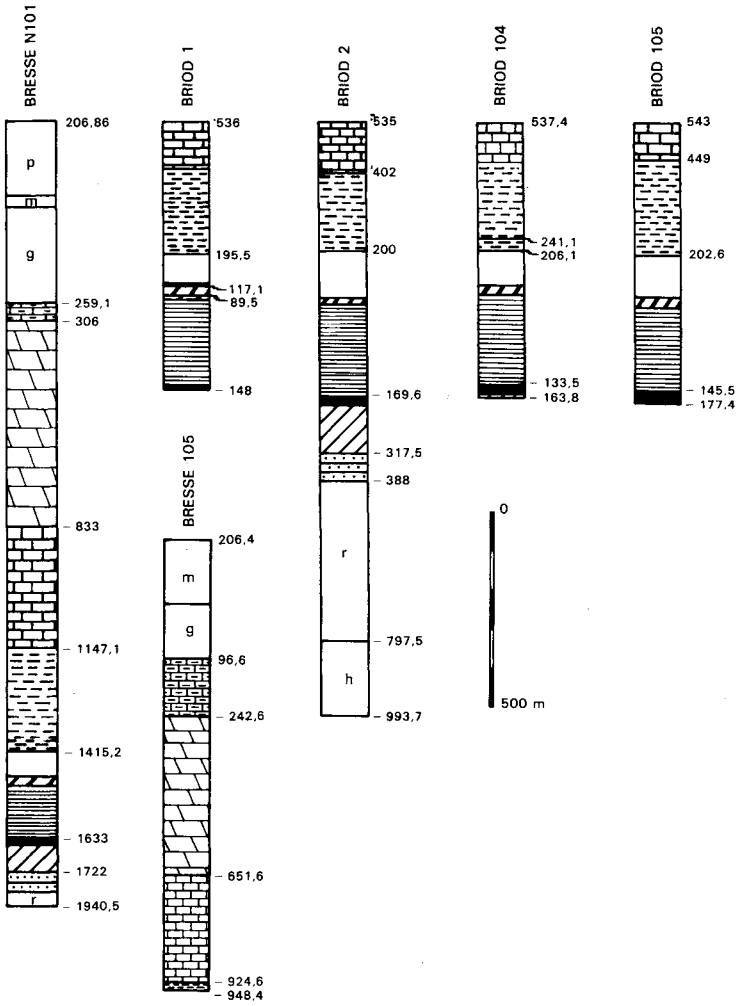 BRESSE N101
206,86
p
m
g
– 259,1
– 306
– 833
– 1147,1
– 1415,2
– 1633
– 1722
r
– 1940,5
BRIOD 1
536
195,5
– 117,1
– 89,5
– 148
BRESSE 105
206,4
m
g
96,6
– 242,6
– 651,6
– 924,6
– 948,4
BRIOD 2
535
402
200
– 169,6
– 317,5
– 388
r
– 797,5
h
– 993,7
BRIOD 104
537,4
– 241,1
– 206,1
– 133,5
– 163,8
BRIOD 105
543
449
202,6
– 145,5
– 177,4
0
500 m